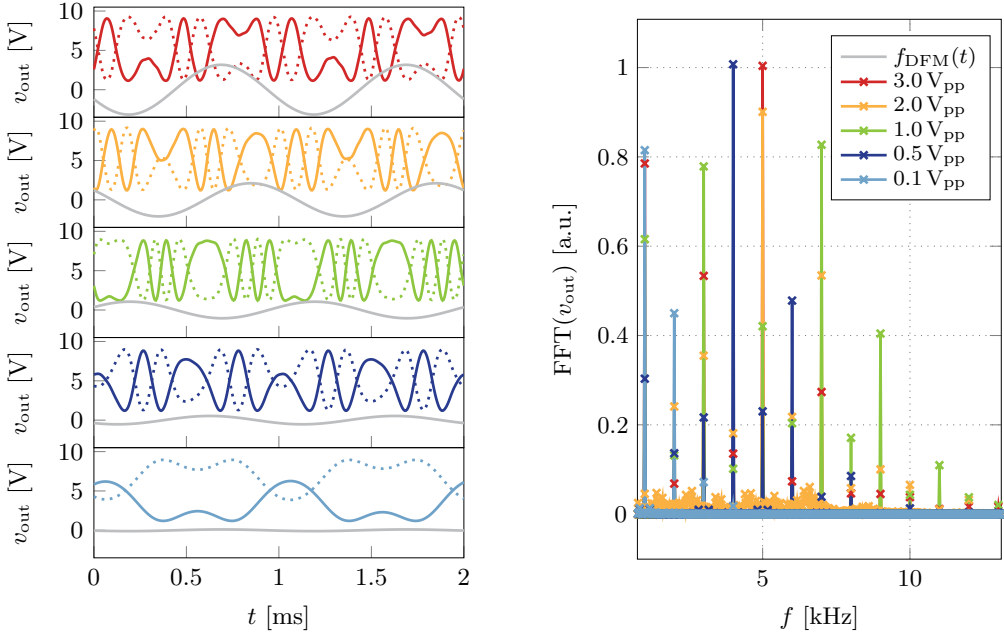 10
5
0
v_out [V]
10
5
0
v_out [V]
10
5
0
v_out [V]
10
5
0
v_out [V]
10
5
0
v_out [V]
0 0.5 1 1.5 2
t [ms]
1
0.8
0.6
0.4
0.2
0
FFT(v_out) [a.u.]
f_DFM(t)
3.0 V_pp
2.0 V_pp
1.0 V_pp
0.5 V_pp
0.1 V_pp
5 10
f [kHz]